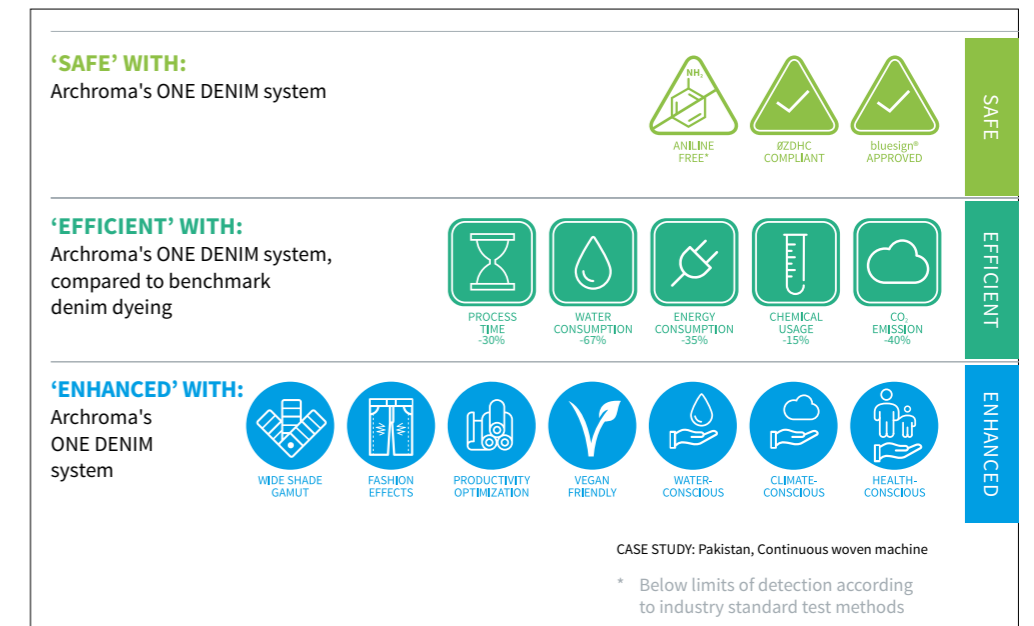 ‘SAFE’ WITH:
Archroma's ONE DENIM system
NH₂
ANILINE
FREE*
ØZDHC
COMPLIANT
bluesign®
APPROVED
SAFE
‘EFFICIENT’ WITH:
Archroma's ONE DENIM system,
compared to benchmark
denim dyeing
PROCESS
TIME
-30%
WATER
CONSUMPTION
-67%
ENERGY
CONSUMPTION
-35%
CHEMICAL
USAGE
-15%
CO₂
EMISSION
-40%
EFFICIENT
‘ENHANCED’ WITH:
Archroma's
ONE DENIM
system
WIDE SHADE
GAMUT
FASHION
EFFECTS
PRODUCTIVITY
OPTIMIZATION
VEGAN
FRIENDLY
WATER-
CONSCIOUS
CLIMATE-
CONSCIOUS
HEALTH-
CONSCIOUS
ENHANCED
CASE STUDY: Pakistan, Continuous woven machine
* Below limits of detection according
to industry standard test methods